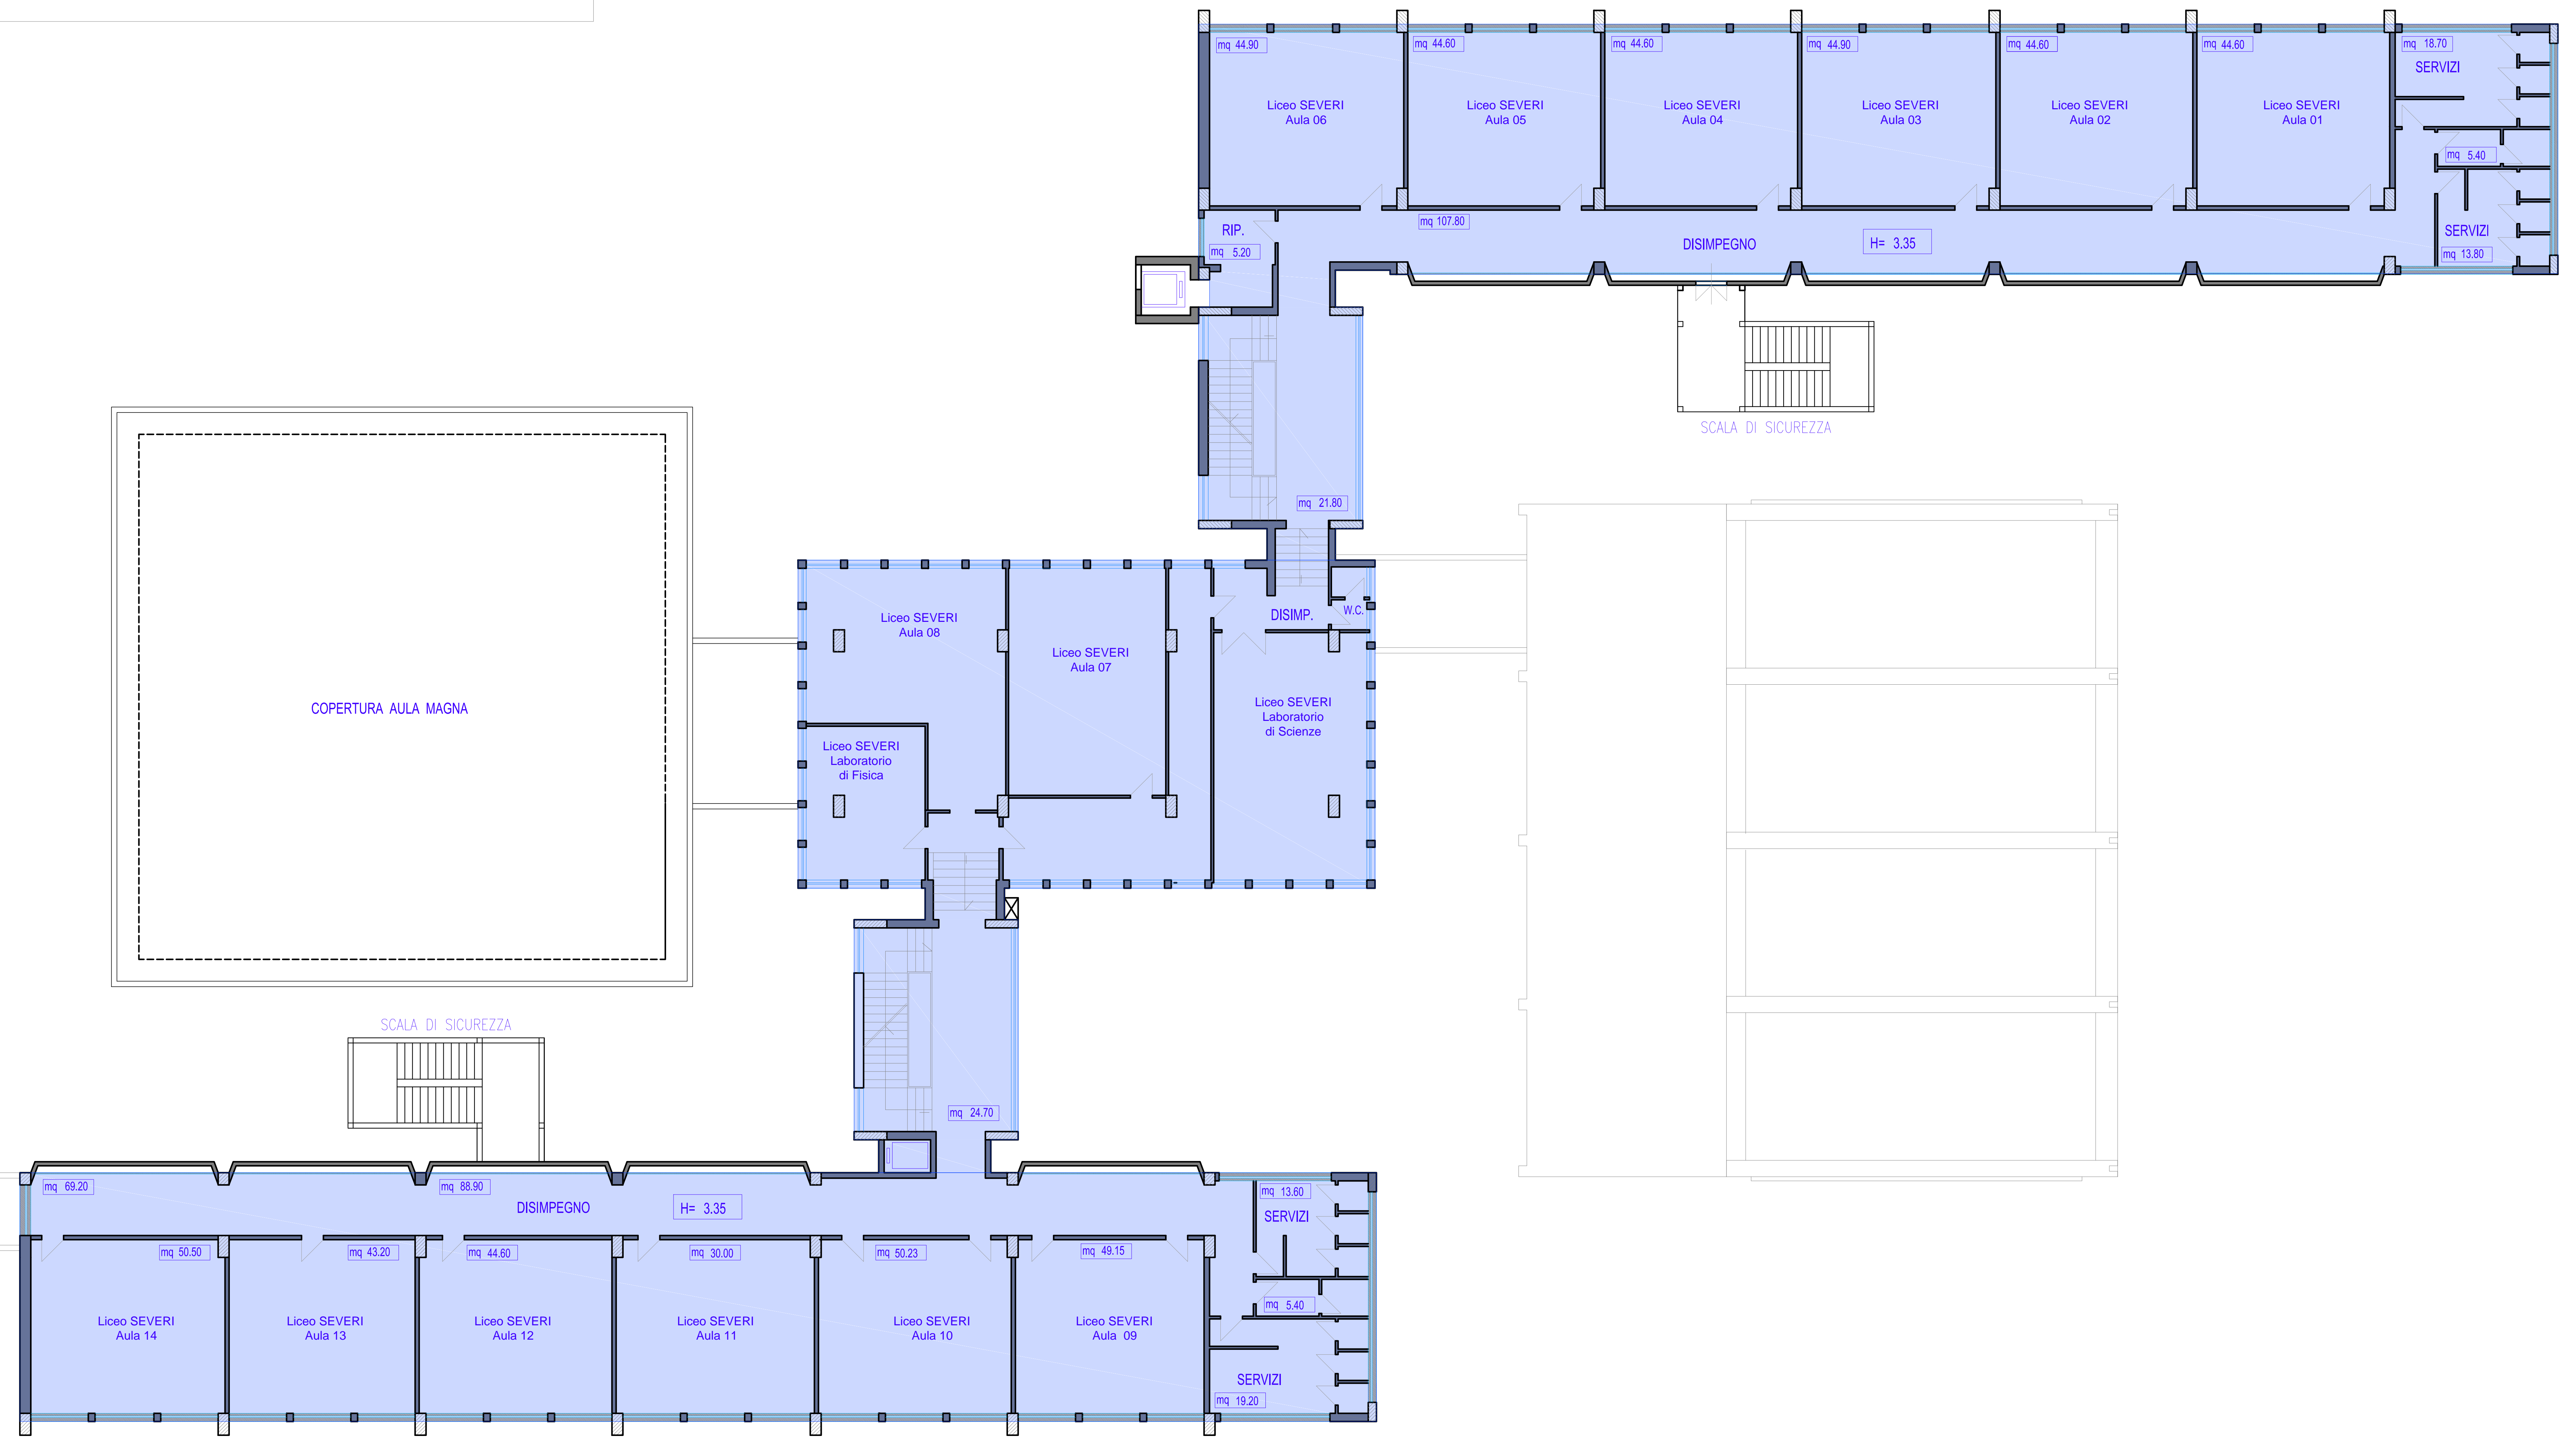 mq 44.90
mq 44.60
mq 44.60
mq 44.90
mq 44.60
mq 44.60
mq 18.70
SERVIZI
Liceo SEVERI
Aula 06
Liceo SEVERI
Aula 05
Liceo SEVERI
Aula 04
Liceo SEVERI
Aula 03
Liceo SEVERI
Aula 02
Liceo SEVERI
Aula 01
mq 5.40
mq 107.80
RIP.
mq 5.20
DISIMPEGNO
H= 3.35
SERVIZI
mq 13.80
SCALA DI SICUREZZA
mq 21.80
DISIMP.
W.C.
Liceo SEVERI
Aula 08
Liceo SEVERI
Aula 07
Liceo SEVERI
Laboratorio
di Scienze
COPERTURA AULA MAGNA
Liceo SEVERI
Laboratorio
di Fisica
SCALA DI SICUREZZA
mq 24.70
mq 69.20
mq 88.90
DISIMPEGNO
H= 3.35
mq 13.60
SERVIZI
mq 50.50
mq 43.20
mq 44.60
mq 30.00
mq 50.23
mq 49.15
mq 5.40
Liceo SEVERI
Aula 14
Liceo SEVERI
Aula 13
Liceo SEVERI
Aula 12
Liceo SEVERI
Aula 11
Liceo SEVERI
Aula 10
Liceo SEVERI
Aula 09
SERVIZI
mq 19.20